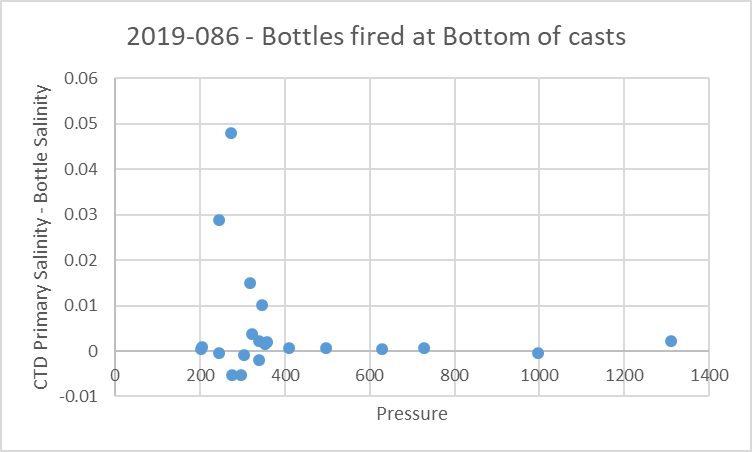 2019-086 - Bottles fired at Bottom of casts
CTD Primary Salinity - Bottle Salinity
0.06
0.05
0.04
0.03
0.02
0.01
0
-0.01
0 200 400 600 800 1000 1200 1400
Pressure